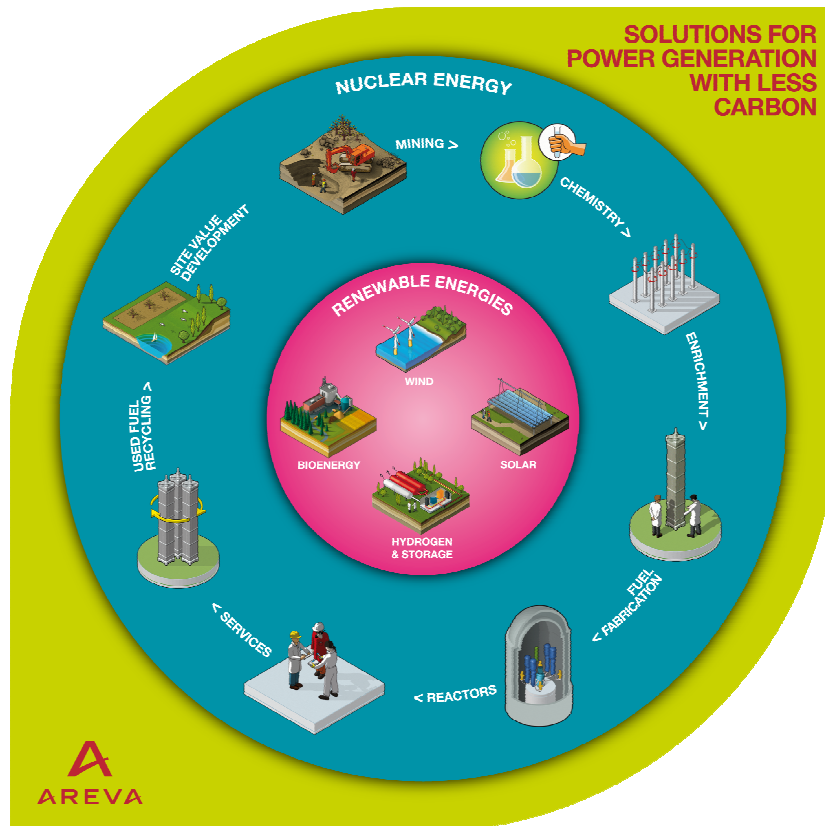 SOLUTIONS FOR
POWER GENERATION
WITH LESS
CARBON
NUCLEAR ENERGY
MINING >
CHEMISTRY >
ENRICHMENT >
FUEL
FABRICATION >
REACTORS >
SERVICES >
USED FUEL
RECYCLING >
SITE VALUE
DEVELOPMENT
RENEWABLE ENERGIES
WIND
SOLAR
HYDROGEN
& STORAGE
BIOENERGY
AREVA